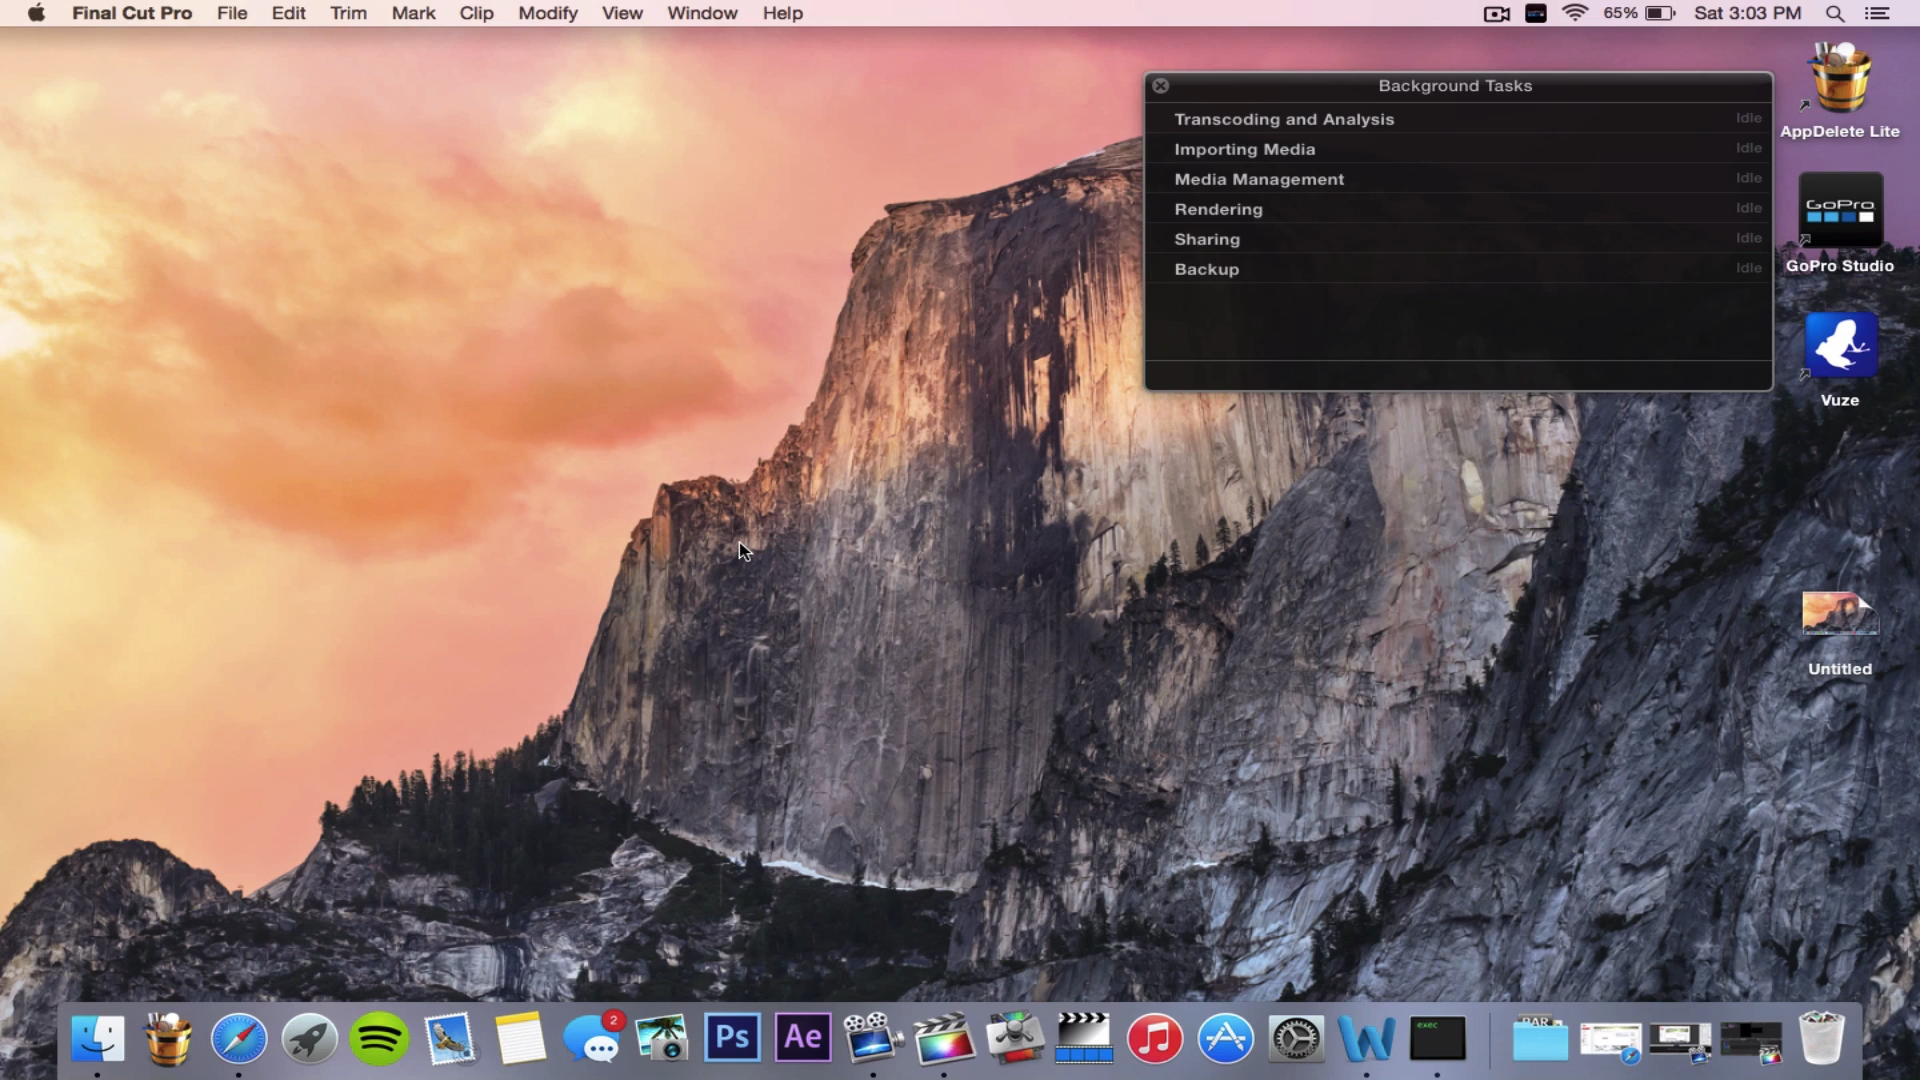 Final Cut Pro File Edit Trim Mark Clip Modify View Window Help 65% Sat 3:03 PM
Background Tasks
Transcoding and Analysis Idle
Importing Media Idle
Media Management Idle
Rendering Idle
Sharing Idle
Backup Idle
AppDelete Lite
GoPro
GoPro Studio
Vuze
Untitled
2
Ps
Ae
exec
BAR